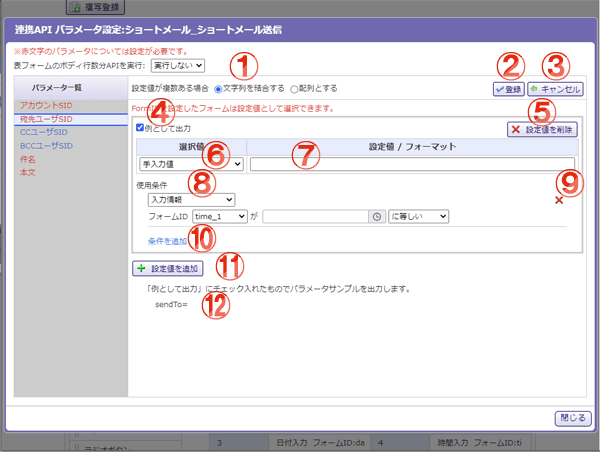 複写登録
連携API パラメータ設定:ショートメール_ショートメール送信
※赤文字のパラメータについては設定が必要です。
表フォームのボディ行数分APIを実行: 実行しない
パラメータ一覧
アカウントSID
宛先ユーザSID
CCユーザSID
BCCユーザSID
件名
本文
設定値が複数ある場合 文字列を結合する 配列とする
① ② ③
登録 キャンセル
を設定したフォームは設定値として選択できます。
④ ⑤
例として出力 設定値を削除
選択値 設定値 / フォーマット
⑥ ⑦
手入力値
使用条件 ⑧ ⑨
入力情報
フォームID time_1 が に等しい
条件を追加 ⑩
設定値を追加 ⑪
「例として出力」にチェック入れたものでパラメータサンプルを出力します。
sendTo= ⑫
閉じる
ラジオボタン 3 日付入力 フォームID:da 4 時間入力 フォームID:ti